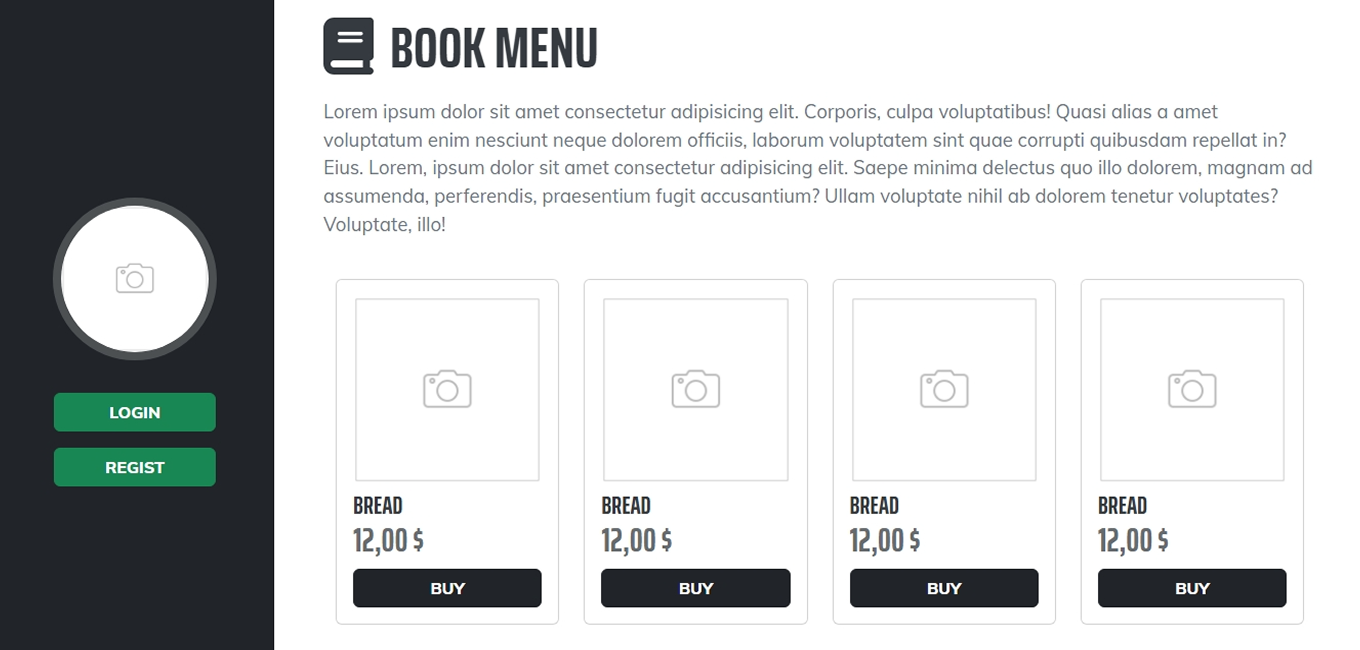 BOOK MENU
Lorem ipsum dolor sit amet consectetur adipisicing elit. Corporis, culpa voluptatibus! Quasi alias a amet
voluptatum enim nesciunt neque dolorem officiis, laborum voluptatem sint quae corrupti quibusdam repellat in?
Eius. Lorem, ipsum dolor sit amet consectetur adipisicing elit. Saepe minima delectus quo illo dolorem, magnam ad
assumenda, perferendis, praesentium fugit accusantium? Ullam voluptate nihil ab dolorem tenetur voluptates?
Voluptate, illo!
LOGIN
REGIST
BREAD
12,00 $
BUY
BREAD
12,00 $
BUY
BREAD
12,00 $
BUY
BREAD
12,00 $
BUY